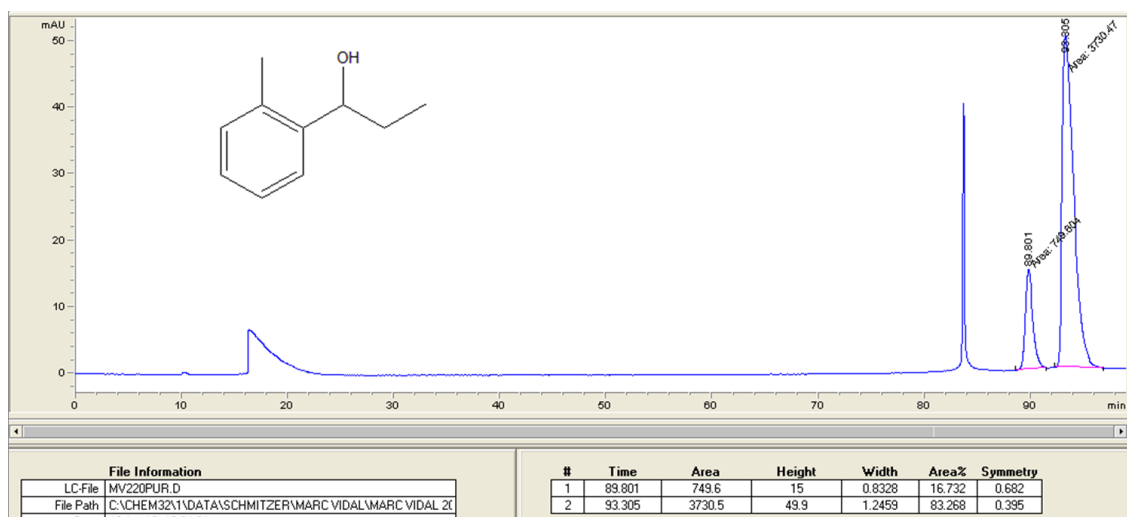 mAU
50
40
30
20
10
0
OH
89.801
Area: 749.604
93.305
Area: 3730.47
0 10 20 30 40 50 60 70 80 90 min
File Information
LC-File MV220PUR.D
File Path C:\CHEM32\1\DATA\SCHMITZER\MARC VIDAL\MARC VIDAL 20
# Time Area Height Width Area% Symmetry
1 89.801 749.6 15 0.8328 16.732 0.682
2 93.305 3730.5 49.9 1.2459 83.268 0.395